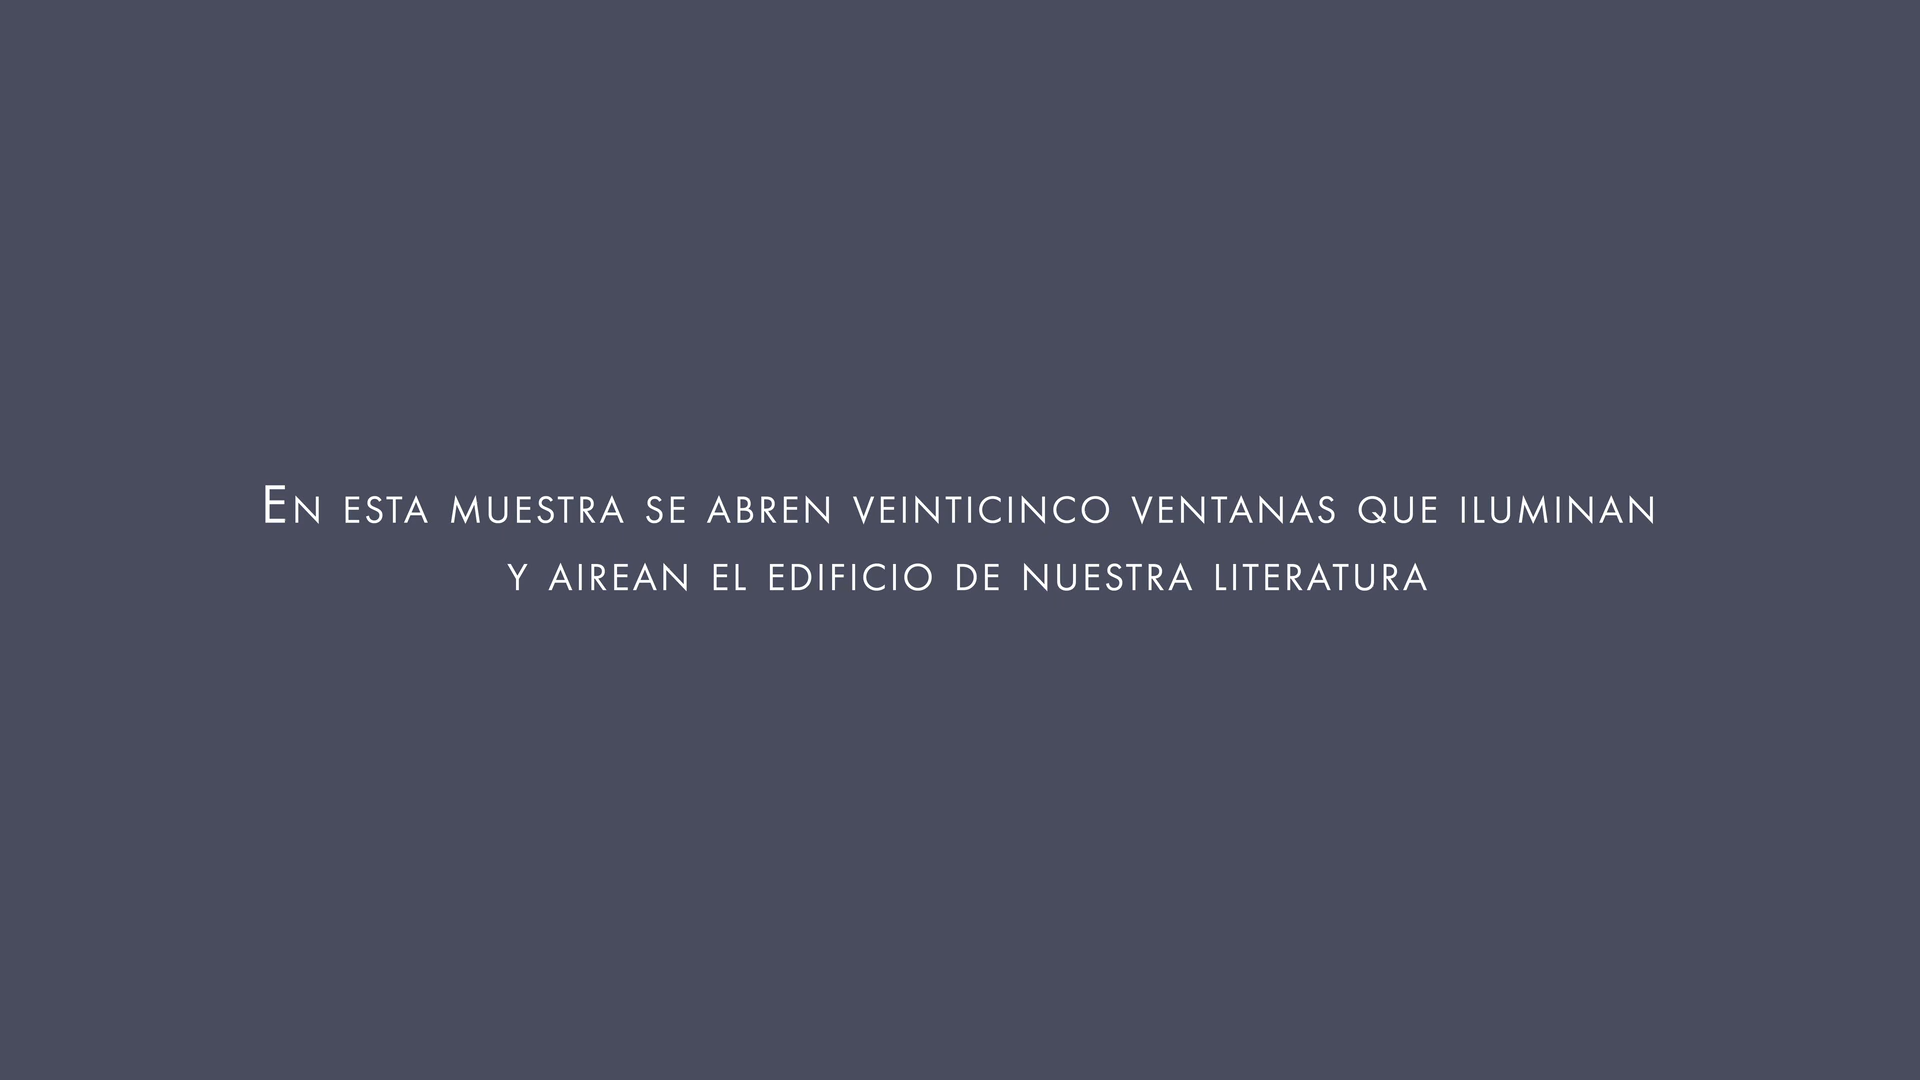 En esta muestra se abren veinticinco ventanas que iluminan
y airean el edificio de nuestra literatura